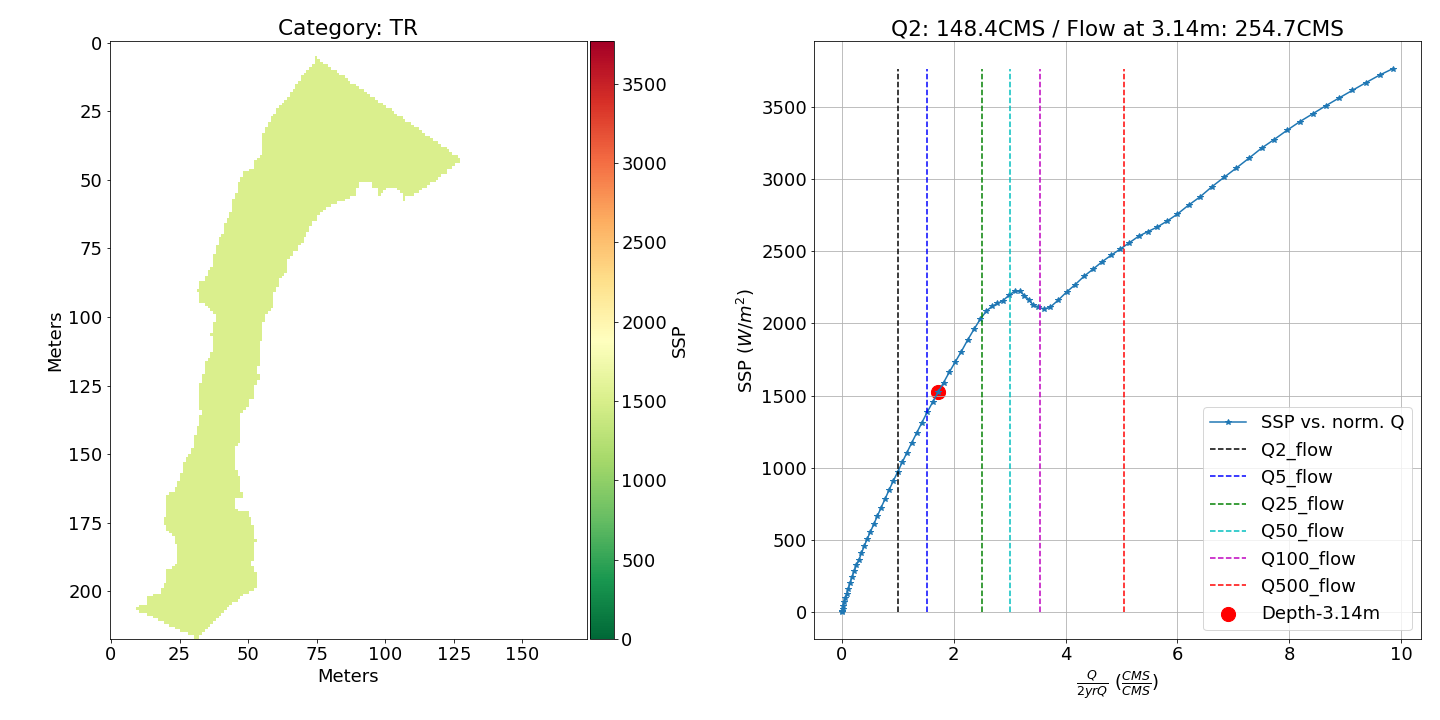 Category: TR
0
25
50
75
100
125
150
175
200
Meters
0 25 50 75 100 125 150
Meters
3500
3000
2500
2000
1500
1000
500
0
SSP
Q2: 148.4CMS / Flow at 3.14m: 254.7CMS
3500
3000
2500
2000
1500
1000
500
0
SSP (W/m²)
0 2 4 6 8 10
Q/2yrQ (CMS/CMS)
SSP vs. norm. Q
Q2_flow
Q5_flow
Q25_flow
Q50_flow
Q100_flow
Q500_flow
Depth-3.14m